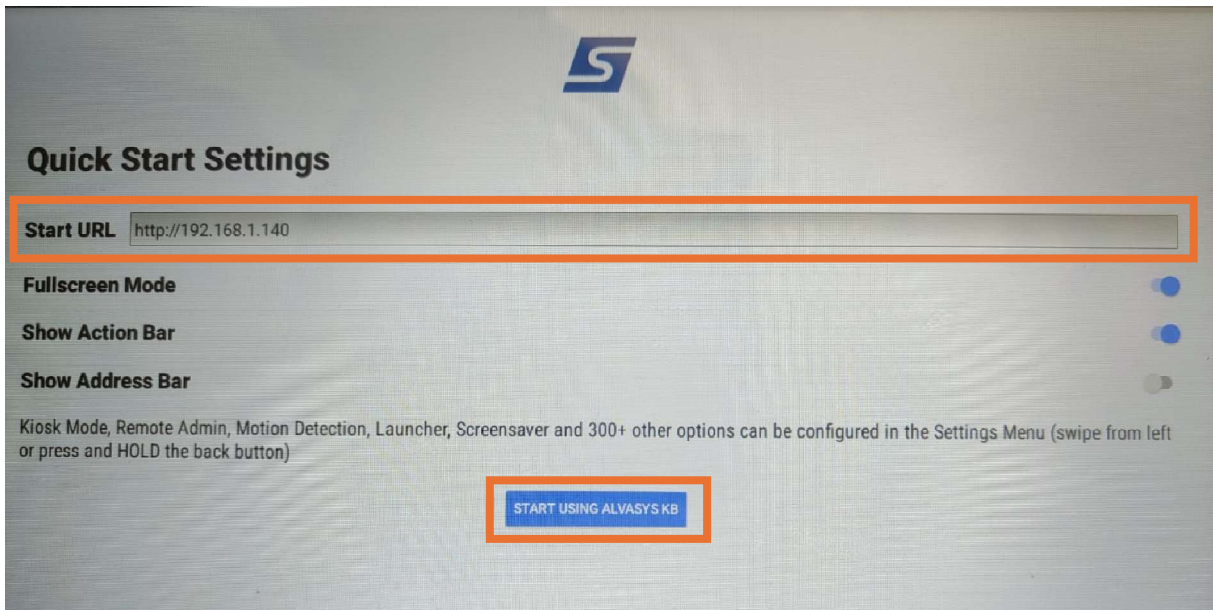 Quick Start Settings
Start URL http://192.168.1.140
Fullscreen Mode
Show Action Bar
Show Address Bar
Kiosk Mode, Remote Admin, Motion Detection, Launcher, Screensaver and 300+ other options can be configured in the Settings Menu (swipe from left
or press and HOLD the back button)
START USING ALVASYS KB